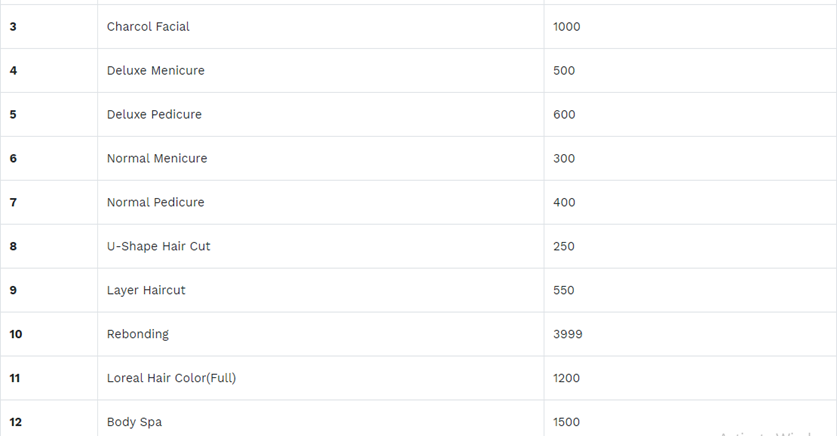 3 Charcol Facial 1000
4 Deluxe Menicure 500
5 Deluxe Pedicure 600
6 Normal Menicure 300
7 Normal Pedicure 400
8 U-Shape Hair Cut 250
9 Layer Haircut 550
10 Rebonding 3999
11 Loreal Hair Color(Full) 1200
12 Body Spa 1500